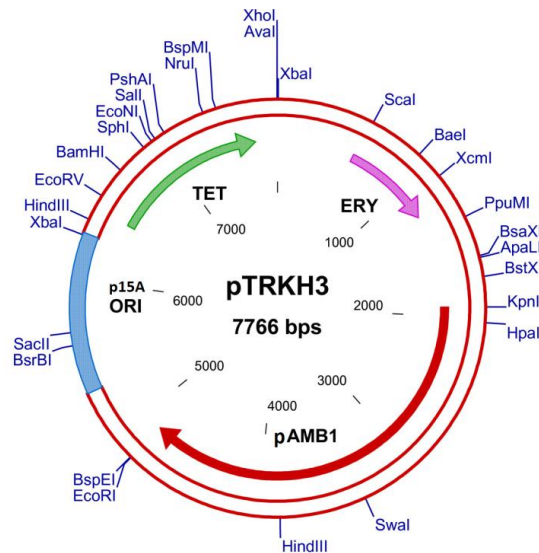 XhoI
AvaI
XbaI
BspMI
NruI
PshAI
SalI
EcoNI
SphI
BamHI
EcoRV
HindIII
XbaI
ScaI
BaeI
XcmI
PpuMI
BsaXI
ApaLI
BstXI
KpnI
HpaI
TET
7000
ERY
1000
p15A
ORI
6000
pTRKH3
7766 bps
2000
5000
3000
4000
pAMB1
SacII
BsrBI
BspEI
EcoRI
SwaI
HindIII